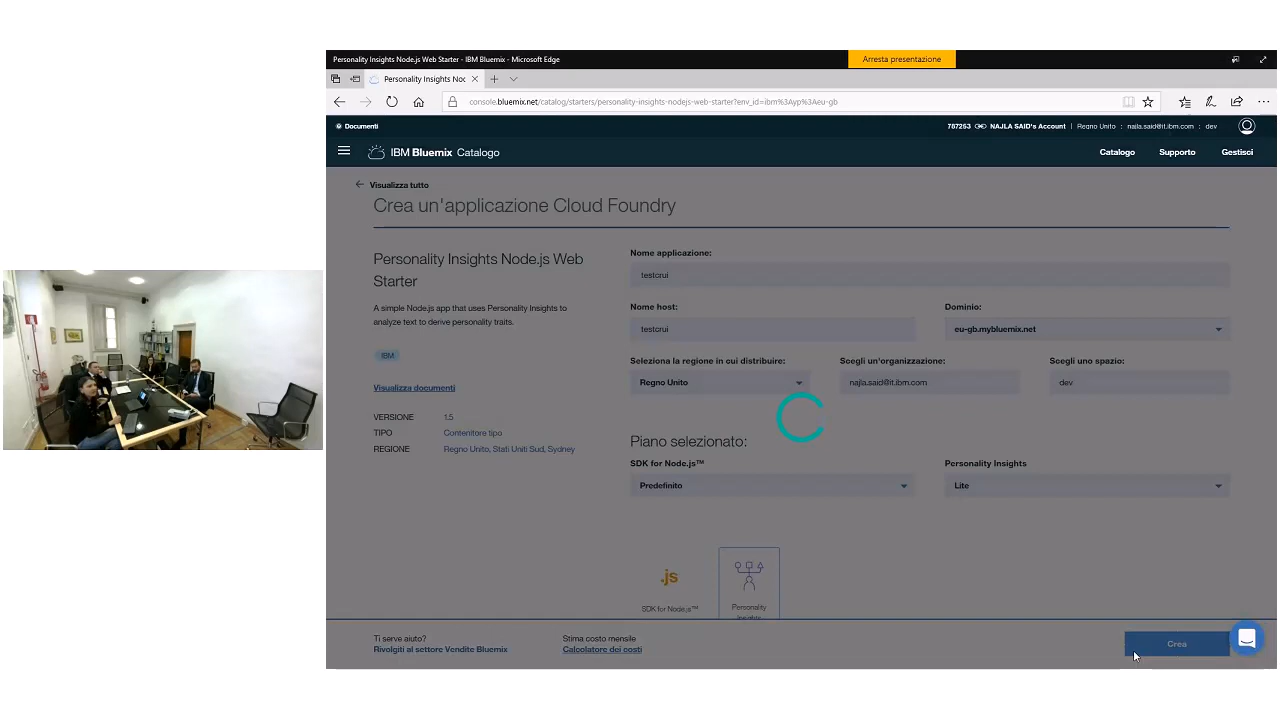 Personality Insights Node.js Web Starter - IBM Bluemix - Microsoft Edge
Arresta presentazione
Personality Insights Noc
console.bluemix.net/catalog/starters/personality-insights-nodejs-web-starter?env_id=ibm%3Ayp%3Aeu-gb
Documenti
787253 NAJLA SAID's Account | Regno Unito : najla.said@it.ibm.com : dev
IBM Bluemix Catalogo
Catalogo Supporto Gestisci
Visualizza tutto
Crea un'applicazione Cloud Foundry
Personality Insights Node.js Web
Starter
A simple Node.js app that uses Personality Insights to
analyze text to derive personality traits.
IBM
Visualizza documenti
VERSIONE 1.5
TIPO Contenitore tipo
REGIONE Regno Unito, Stati Uniti Sud, Sydney
Nome applicazione:
testcrui
Nome host:
testcrui
Dominio:
eu-gb.mybluemix.net
Seleziona la regione in cui distribuire:
Regno Unito
Scegli un'organizzazione:
najla.said@it.ibm.com
Scegli uno spazio:
dev
Piano selezionato:
SDK for Node.js™
Predefinito
Personality Insights
Lite
.js
SDK for Node.js™
Personality
Insights
Ti serve aiuto?
Rivolgiti al settore Vendite Bluemix
Stima costo mensile
Calcolatore dei costi
Crea